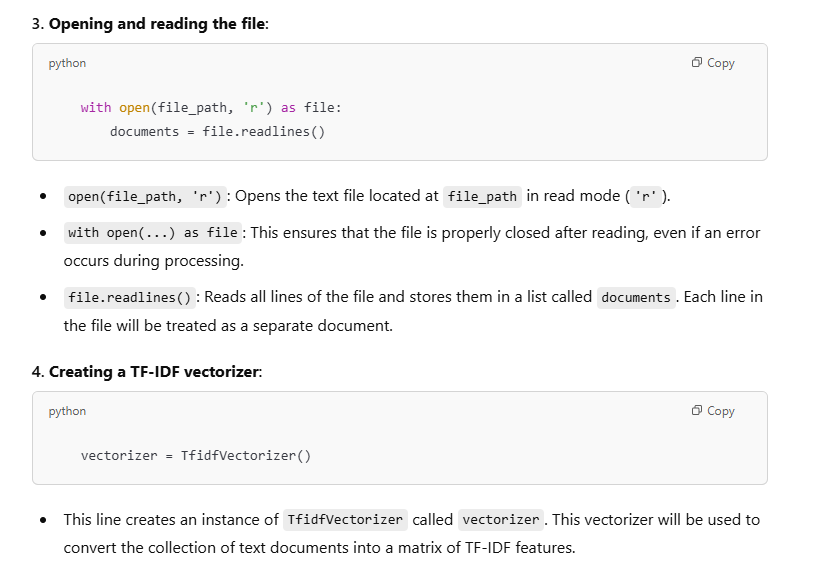 3. Opening and reading the file:
python
Copy
with open(file_path, 'r') as file:
    documents = file.readlines()
• open(file_path, 'r') : Opens the text file located at file_path in read mode ( 'r' ).
• with open(...) as file : This ensures that the file is properly closed after reading, even if an error
occurs during processing.
• file.readlines() : Reads all lines of the file and stores them in a list called documents . Each line in
the file will be treated as a separate document.
4. Creating a TF-IDF vectorizer:
python
Copy
vectorizer = TfidfVectorizer()
• This line creates an instance of TfidfVectorizer called vectorizer . This vectorizer will be used to
convert the collection of text documents into a matrix of TF-IDF features.